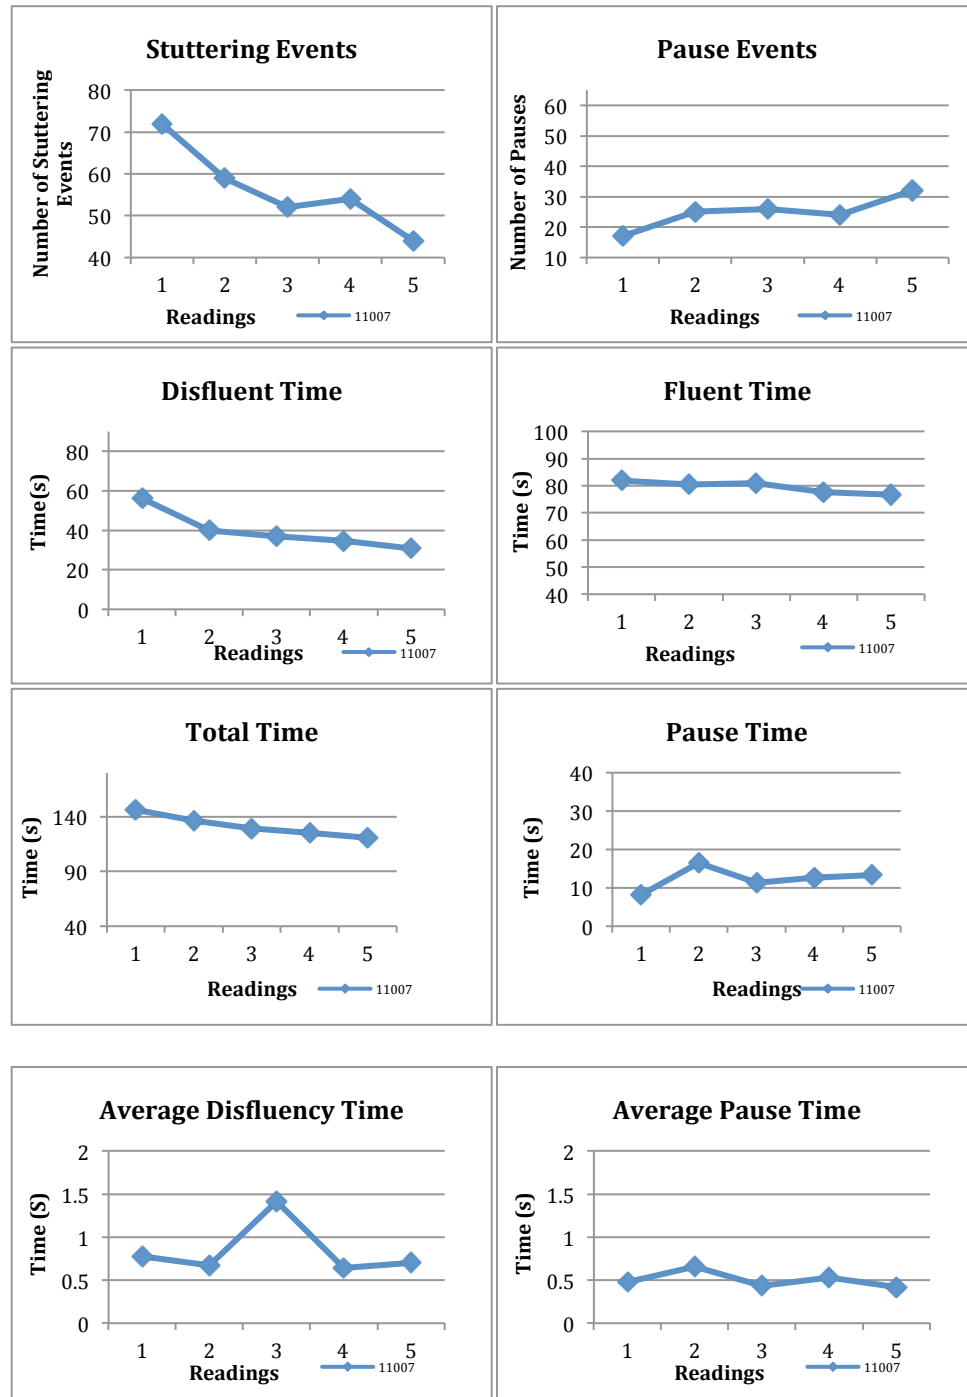 Stuttering Events
Number of Stuttering
Events
80
70
60
50
40
1 2 3 4 5
Readings 11007
Pause Events
Number of Pauses
60
50
40
30
20
10
1 2 3 4 5
Readings 11007
Disfluent Time
Time(s)
80
60
40
20
0
1 2 3 4 5
Readings 11007
Fluent Time
Time (s)
100
90
80
70
60
50
40
1 2 3 4 5
Readings 11007
Total Time
Time (s)
140
90
40
1 2 3 4 5
Readings 11007
Pause Time
Time (s)
40
30
20
10
0
1 2 3 4 5
Readings 11007
Average Disfluency Time
Time (S)
2
1.5
1
0.5
0
1 2 3 4 5
Readings 11007
Average Pause Time
Time (s)
2
1.5
1
0.5
0
1 2 3 4 5
Readings 11007